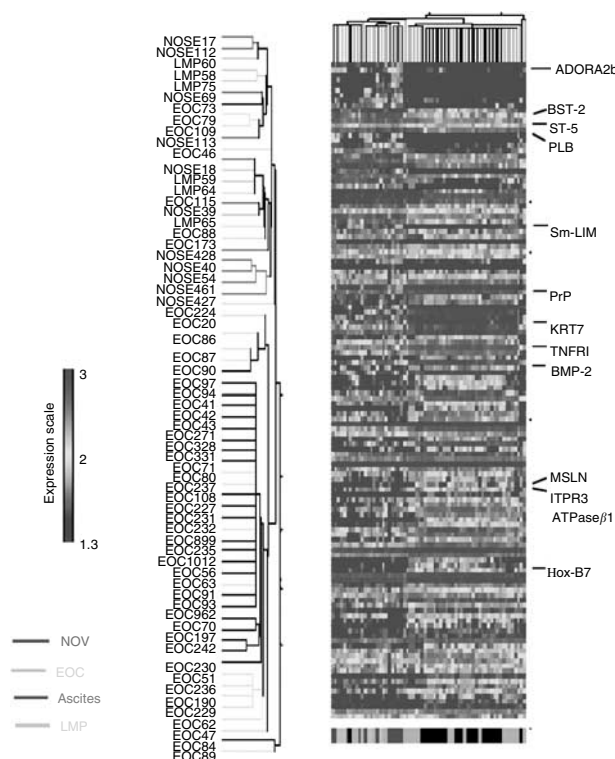 NOSE17
NOSE112
LMP60
LMP58
LMP75
NOSE69
EOC73
EOC79
EOC109
NOSE113
EOC46
NOSE18
LMP59
LMP64
EOC115
NOSE39
LMP65
EOC88
EOC173
NOSE428
NOSE40
NOSE54
NOSE461
NOSE427
EOC224
EOC20
EOC86
EOC87
EOC90
EOC97
EOC94
EOC41
EOC42
EOC43
EOC271
EOC328
EOC331
EOC71
EOC80
EOC237
EOC108
EOC227
EOC231
EOC232
EOC899
EOC235
EOC1012
EOC56
EOC63
EOC91
EOC93
EOC962
EOC70
EOC197
EOC242
EOC230
EOC51
EOC236
EOC190
EOC229
EOC62
EOC47
EOC84
EOC89
Expression scale
3
2
1.3
NOV
EOC
Ascites
LMP
ADORA2b
BST-2
ST-5
PLB
Sm-LIM
PrP
KRT7
TNFRI
BMP-2
MSLN
ITPR3
ATPaseβ1
Hox-B7